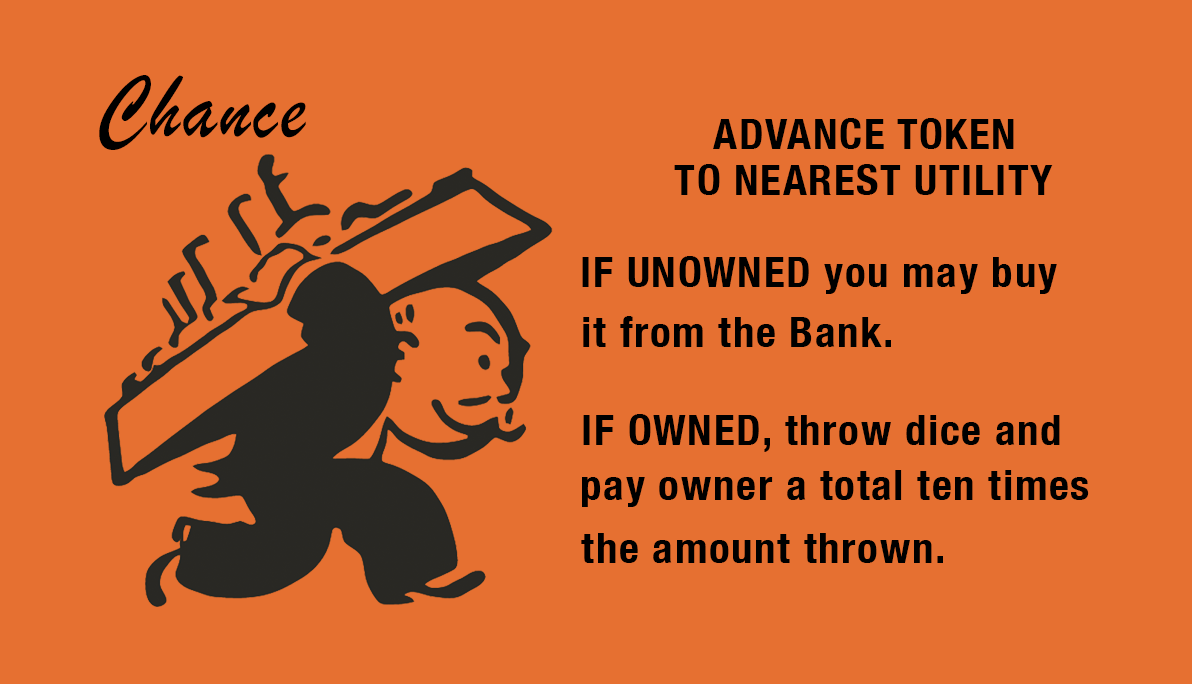 Chance
ADVANCE TOKEN
TO NEAREST UTILITY
IF UNOWNED you may buy
it from the Bank.
IF OWNED, throw dice and
pay owner a total ten times
the amount thrown.